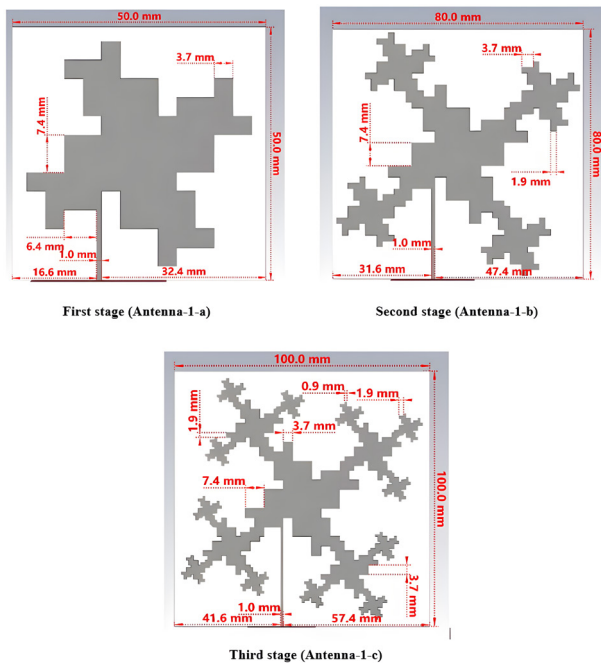 50.0 mm
3.7 mm
7.4 mm
50.0 mm
6.4 mm
1.0 mm
16.6 mm
32.4 mm
First stage (Antenna-1-a)
80.0 mm
3.7 mm
7.4 mm
80.0 mm
1.9 mm
1.0 mm
31.6 mm
47.4 mm
Second stage (Antenna-1-b)
100.0 mm
0.9 mm
1.9 mm
1.9 mm
3.7 mm
7.4 mm
100.0 mm
3.7 mm
1.0 mm
41.6 mm
57.4 mm
Third stage (Antenna-1-c)